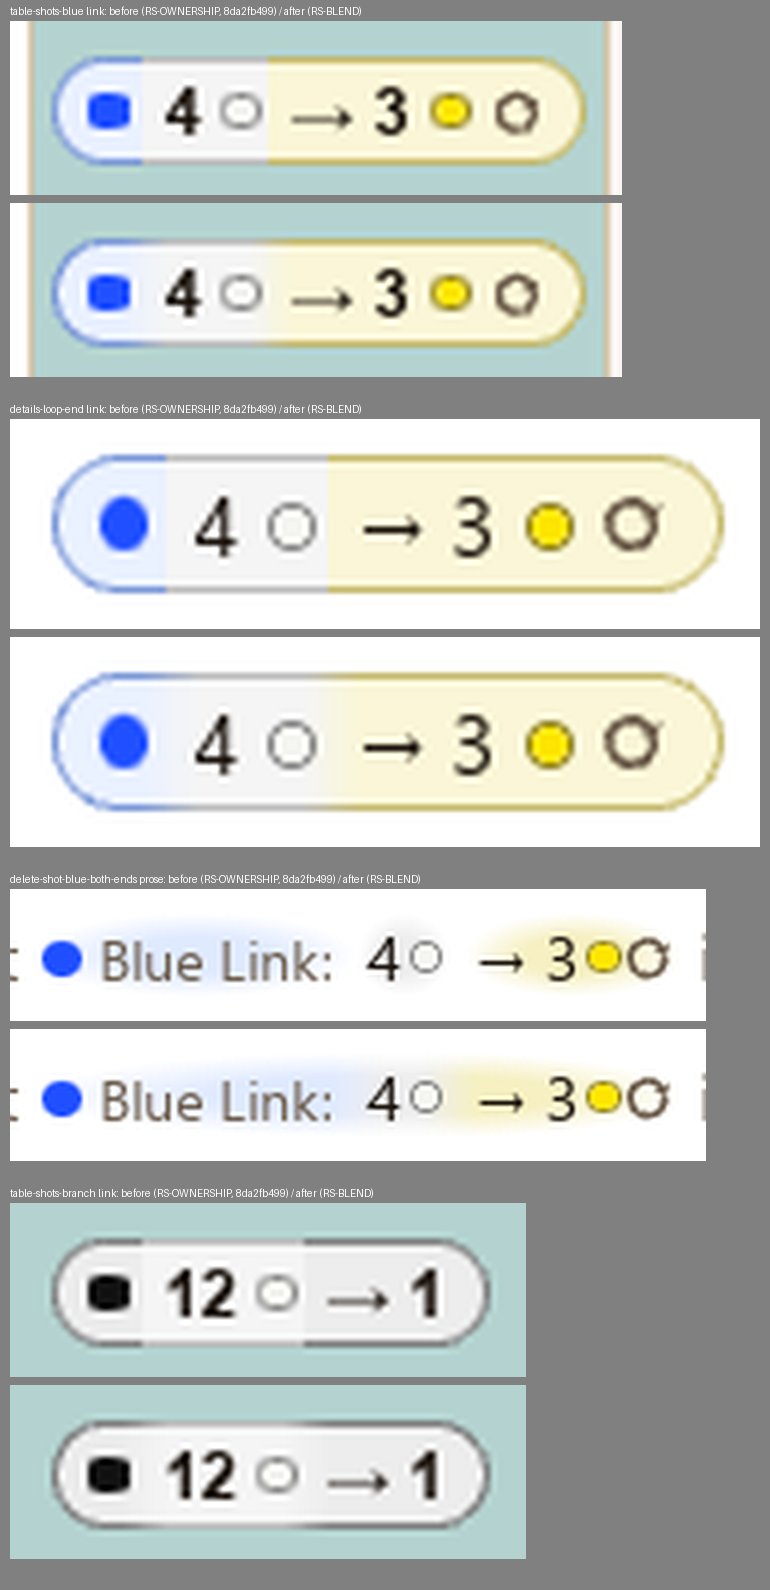 table-shots-blue link: before (RS-OWNERSHIP, 8da2fb499) / after (RS-BLEND)
4 → 3
4 → 3
details-loop-end link: before (RS-OWNERSHIP, 8da2fb499) / after (RS-BLEND)
4 → 3
4 → 3
delete-shot-blue-both-ends prose: before (RS-OWNERSHIP, 8da2fb499) / after (RS-BLEND)
Blue Link: 4 → 3
Blue Link: 4 → 3
table-shots-branch link: before (RS-OWNERSHIP, 8da2fb499) / after (RS-BLEND)
12 → 1
12 → 1